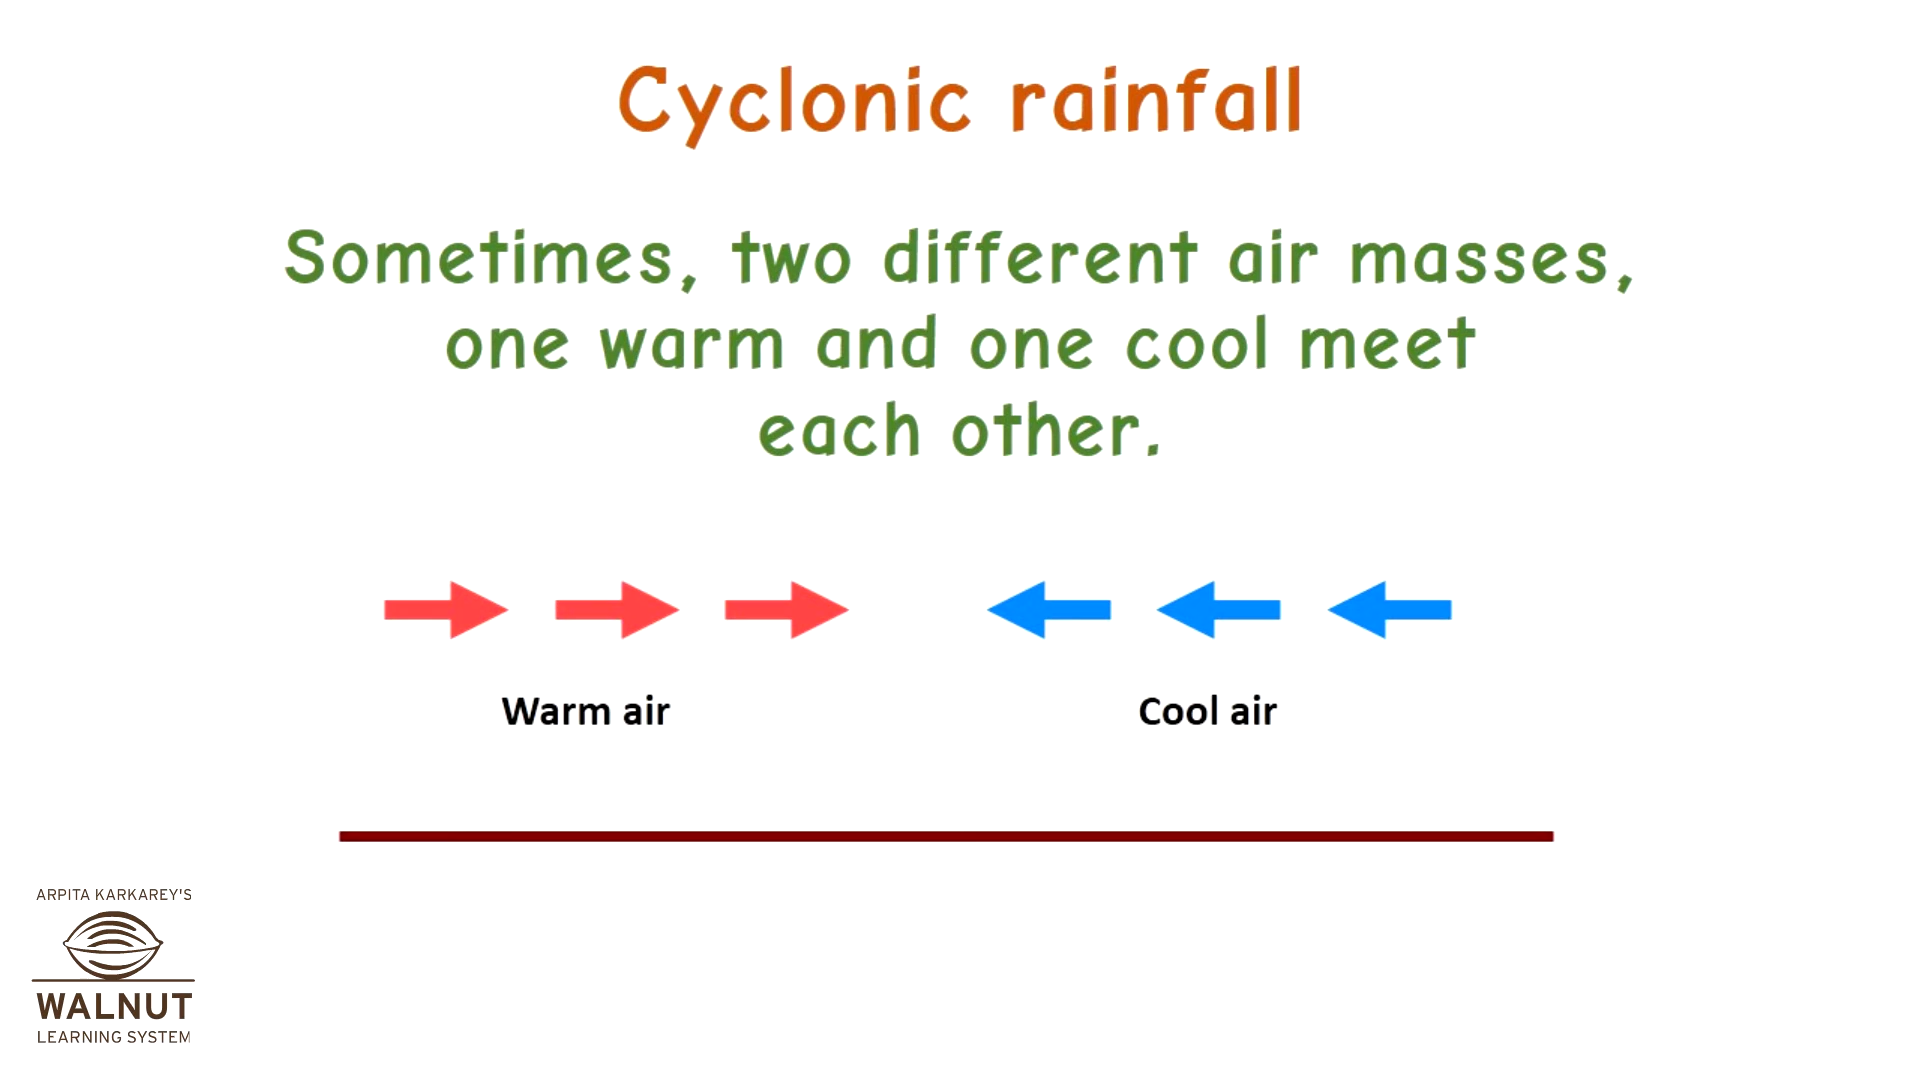 Cyclonic rainfall
Sometimes, two different air masses,
one warm and one cool meet
each other.
Warm air
Cool air
ARPITA KARKAREY'S
WALNUT
LEARNING SYSTEM